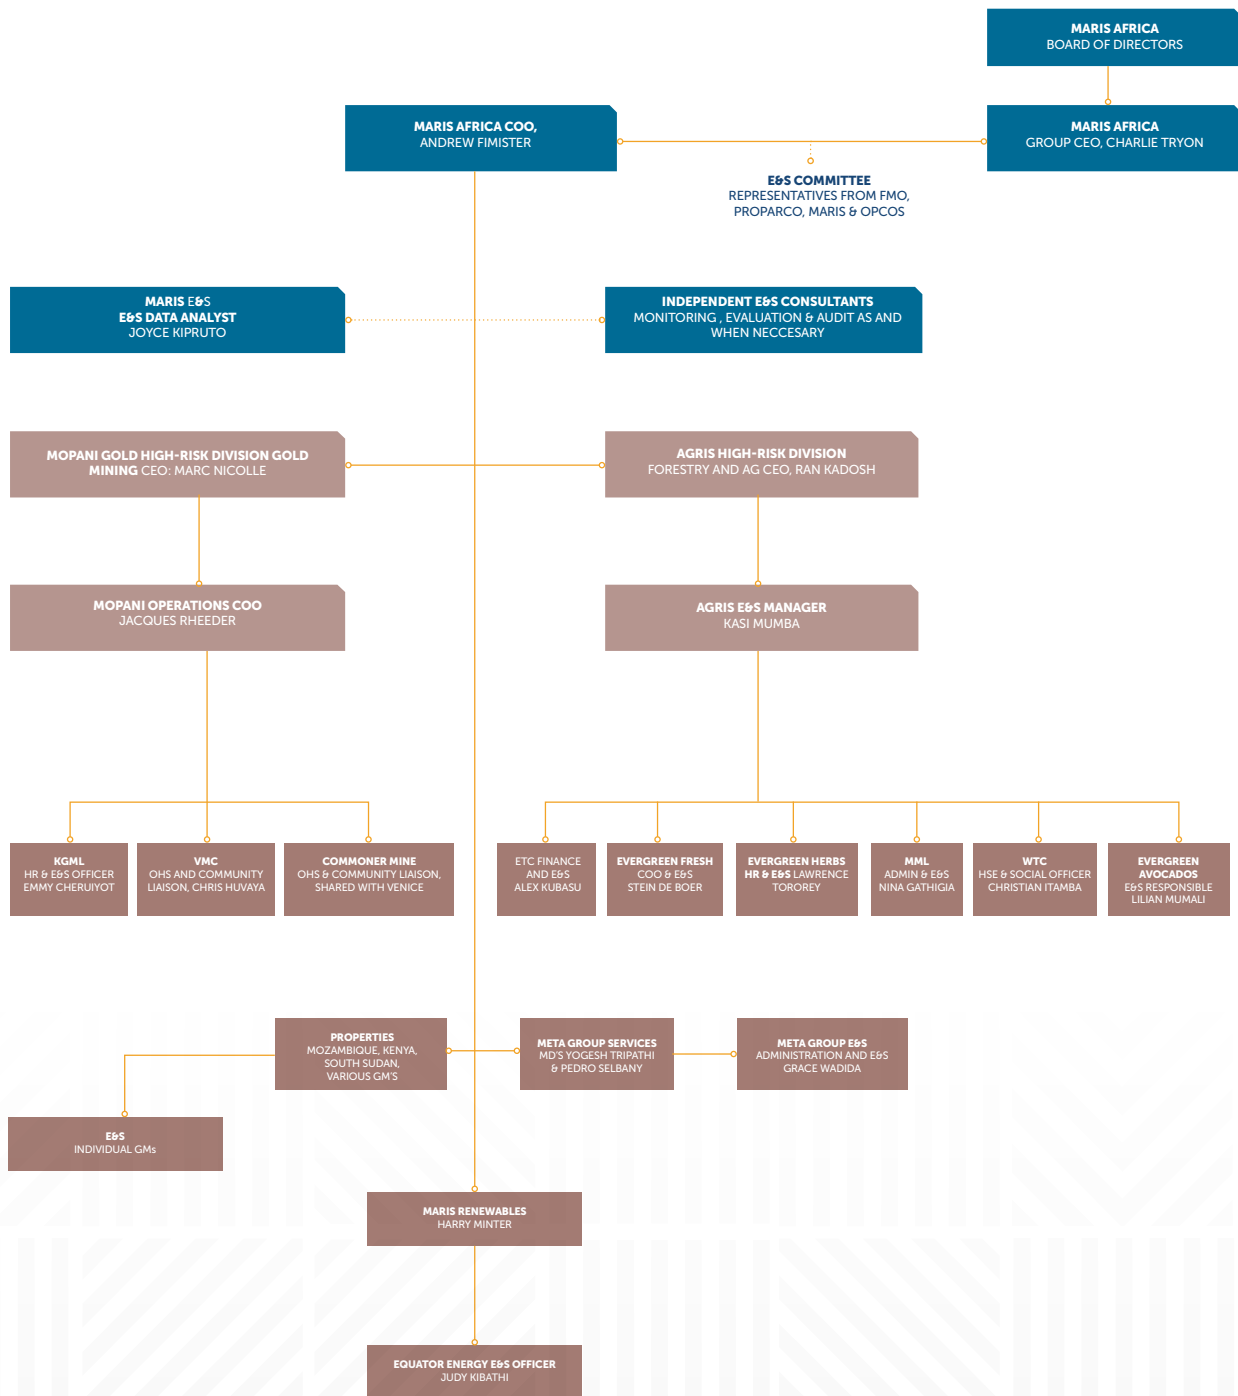 MARIS AFRICA
BOARD OF DIRECTORS
MARIS AFRICA COO,
ANDREW FIMISTER
MARIS AFRICA
GROUP CEO, CHARLIE TRYON
E&S COMMITTEE
REPRESENTATIVES FROM FMO,
PROPARCO, MARIS & OPCOS
MARIS E&S
E&S DATA ANALYST
JOYCE KIPRUTO
INDEPENDENT E&S CONSULTANTS
MONITORING , EVALUATION & AUDIT AS AND
WHEN NECCESARY
MOPANI GOLD HIGH-RISK DIVISION GOLD
MINING CEO: MARC NICOLLE
AGRIS HIGH-RISK DIVISION
FORESTRY AND AG CEO, RAN KADOSH
MOPANI OPERATIONS COO
JACQUES RHEEDER
AGRIS E&S MANAGER
KASI MUMBA
KGML
HR & E&S OFFICER
EMMY CHERUIYOT
VMC
OHS AND COMMUNITY
LIAISON, CHRIS HUVAYA
COMMONER MINE
OHS & COMMUNITY LIAISON,
SHARED WITH VENICE
ETC FINANCE
AND E&S
ALEX KUBASU
EVERGREEN FRESH
COO & E&S
STEIN DE BOER
EVERGREEN HERBS
HR & E&S LAWRENCE
TOROREY
MML
ADMIN & E&S
NINA GATHIGIA
WTC
HSE & SOCIAL OFFICER
CHRISTIAN ITAMBA
EVERGREEN
AVOCADOS
E&S RESPONSIBLE
LILIAN MUMALI
PROPERTIES
MOZAMBIQUE, KENYA,
SOUTH SUDAN,
VARIOUS GM'S
META GROUP SERVICES
MD'S YOGESH TRIPATHI
& PEDRO SELBANY
META GROUP E&S
ADMINISTRATION AND E&S
GRACE WADIDA
E&S
INDIVIDUAL GMs
MARIS RENEWABLES
HARRY MINTER
EQUATOR ENERGY E&S OFFICER
JUDY KIBATHI